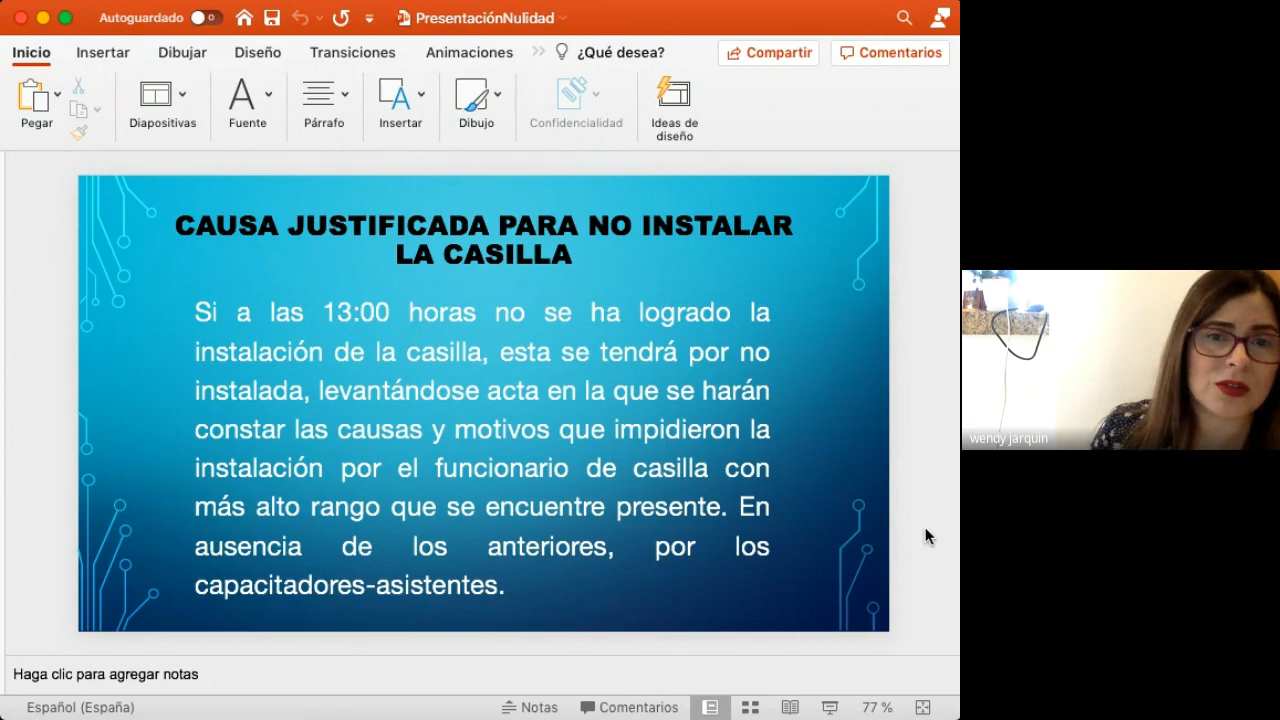 Autoguardado
PresentaciónNulidad
Inicio
Insertar
Dibujar
Diseño
Transiciones
Animaciones
¿Qué desea?
Compartir
Comentarios
Pegar
Diapositivas
Fuente
Párrafo
Insertar
Dibujo
Confidencialidad
Ideas de
diseño
CAUSA JUSTIFICADA PARA NO INSTALAR
LA CASILLA
Si a las 13:00 horas no se ha logrado la
instalación de la casilla, esta se tendrá por no
instalada, levantándose acta en la que se harán
constar las causas y motivos que impidieron la
instalación por el funcionario de casilla con
más alto rango que se encuentre presente. En
ausencia de los anteriores, por los
capacitadores-asistentes.
wendy jarquin
Haga clic para agregar notas
Español (España)
Notas
Comentarios
77 %